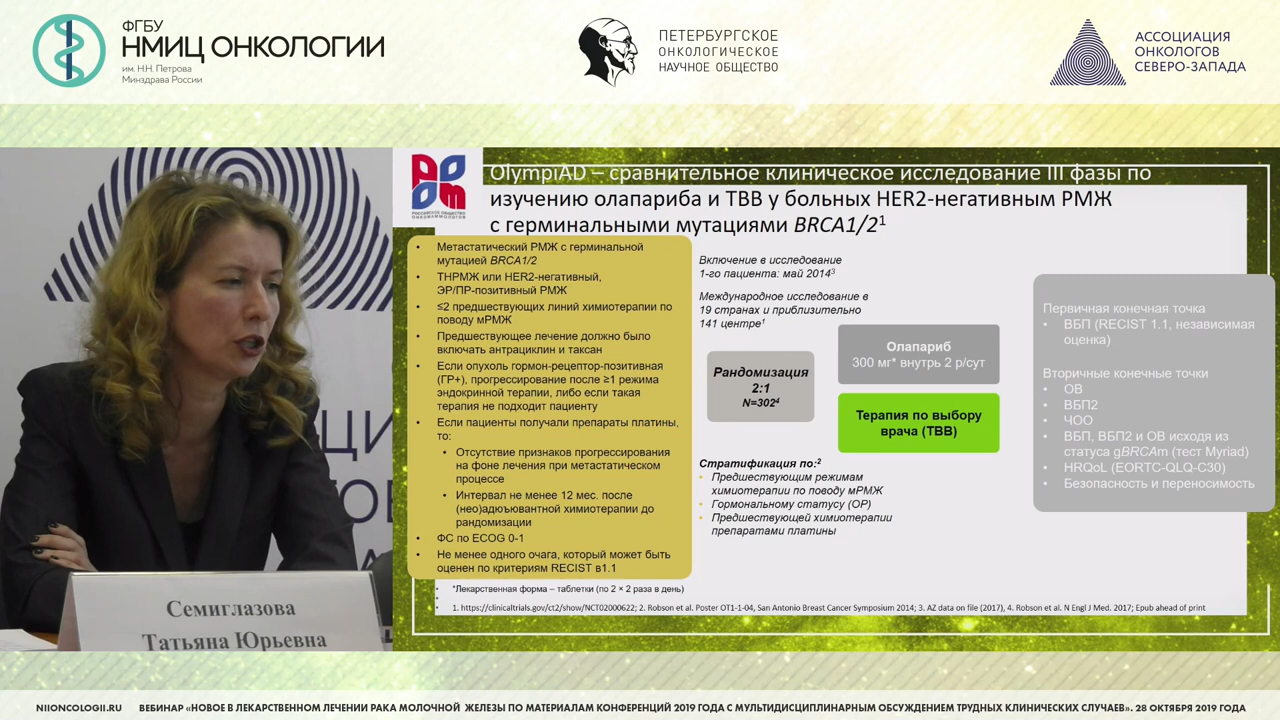 ФГБУ
НМИЦ ОНКОЛОГИИ
им. Н.Н. Петрова
Минздрава России
ПЕТЕРБУРГСКОЕ
ОНКОЛОГИЧЕСКОЕ
НАУЧНОЕ ОБЩЕСТВО
АССОЦИАЦИЯ
ОНКОЛОГОВ
СЕВЕРО-ЗАПАДА
РОССИЙСКОЕ ОБЩЕСТВО
ОНКОМАММОЛОГОВ
OlympiAD – сравнительное клиническое исследование III фазы по
изучению олапариба и ТВВ у больных HER2-негативным РМЖ
с герминальными мутациями BRCA1/2¹
• Метастатический РМЖ с герминальной
мутацией BRCA1/2
• ТНРМЖ или HER2-негативный,
ЭР/ПР-позитивный РМЖ
• ≤2 предшествующих линий химиотерапии по
поводу мРМЖ
• Предшествующее лечение должно было
включать антрациклин и таксан
• Если опухоль гормон-рецептор-позитивная
(ГР+), прогрессирование после ≥1 режима
эндокринной терапии, либо если такая
терапия не подходит пациенту
• Если пациенты получали препараты платины,
то:
• Отсутствие признаков прогрессирования
на фоне лечения при метастатическом
процессе
• Интервал не менее 12 мес. после
(нео)адъювантной химиотерапии до
рандомизации
• ФС по ECOG 0-1
• Не менее одного очага, который может быть
оценен по критериям RECIST в1.1
Включение в исследование
1-го пациента: май 2014³
Международное исследование в
19 странах и приблизительно
141 центре¹
Рандомизация
2:1
N=302⁴
Олапариб
300 мг* внутрь 2 р/сут
Терапия по выбору
врача (ТВВ)
Стратификация по:²
• Предшествующим режимам
химиотерапии по поводу мРМЖ
• Гормональному статусу (ОР)
• Предшествующей химиотерапии
препаратами платины
Первичная конечная точка
• ВБП (RECIST 1.1, независимая
оценка)
Вторичные конечные точки
• ОВ
• ВБП2
• ЧОО
• ВБП, ВБП2 и ОВ исходя из
статуса gBRCAm (тест Myriad)
• HRQoL (EORTC-QLQ-C30)
• Безопасность и переносимость
• *Лекарственная форма – таблетки (по 2 × 2 раза в день)
•
• 1. https://clinicaltrials.gov/ct2/show/NCT02000622; 2. Robson et al. Poster OT1-1-04, San Antonio Breast Cancer Symposium 2014; 3. AZ data on file (2017), 4. Robson et al. N Engl J Med. 2017; Epub ahead of print
Семиглазова
Татьяна Юрьевна
NIIONCOLOGII.RU ВЕБИНАР «НОВОЕ В ЛЕКАРСТВЕННОМ ЛЕЧЕНИИ РАКА МОЛОЧНОЙ ЖЕЛЕЗЫ ПО МАТЕРИАЛАМ КОНФЕРЕНЦИЙ 2019 ГОДА С МУЛЬТИДИСЦИПЛИНАРНЫМ ОБСУЖДЕНИЕМ ТРУДНЫХ КЛИНИЧЕСКИХ СЛУЧАЕВ». 28 ОКТЯБРЯ 2019 ГОДА